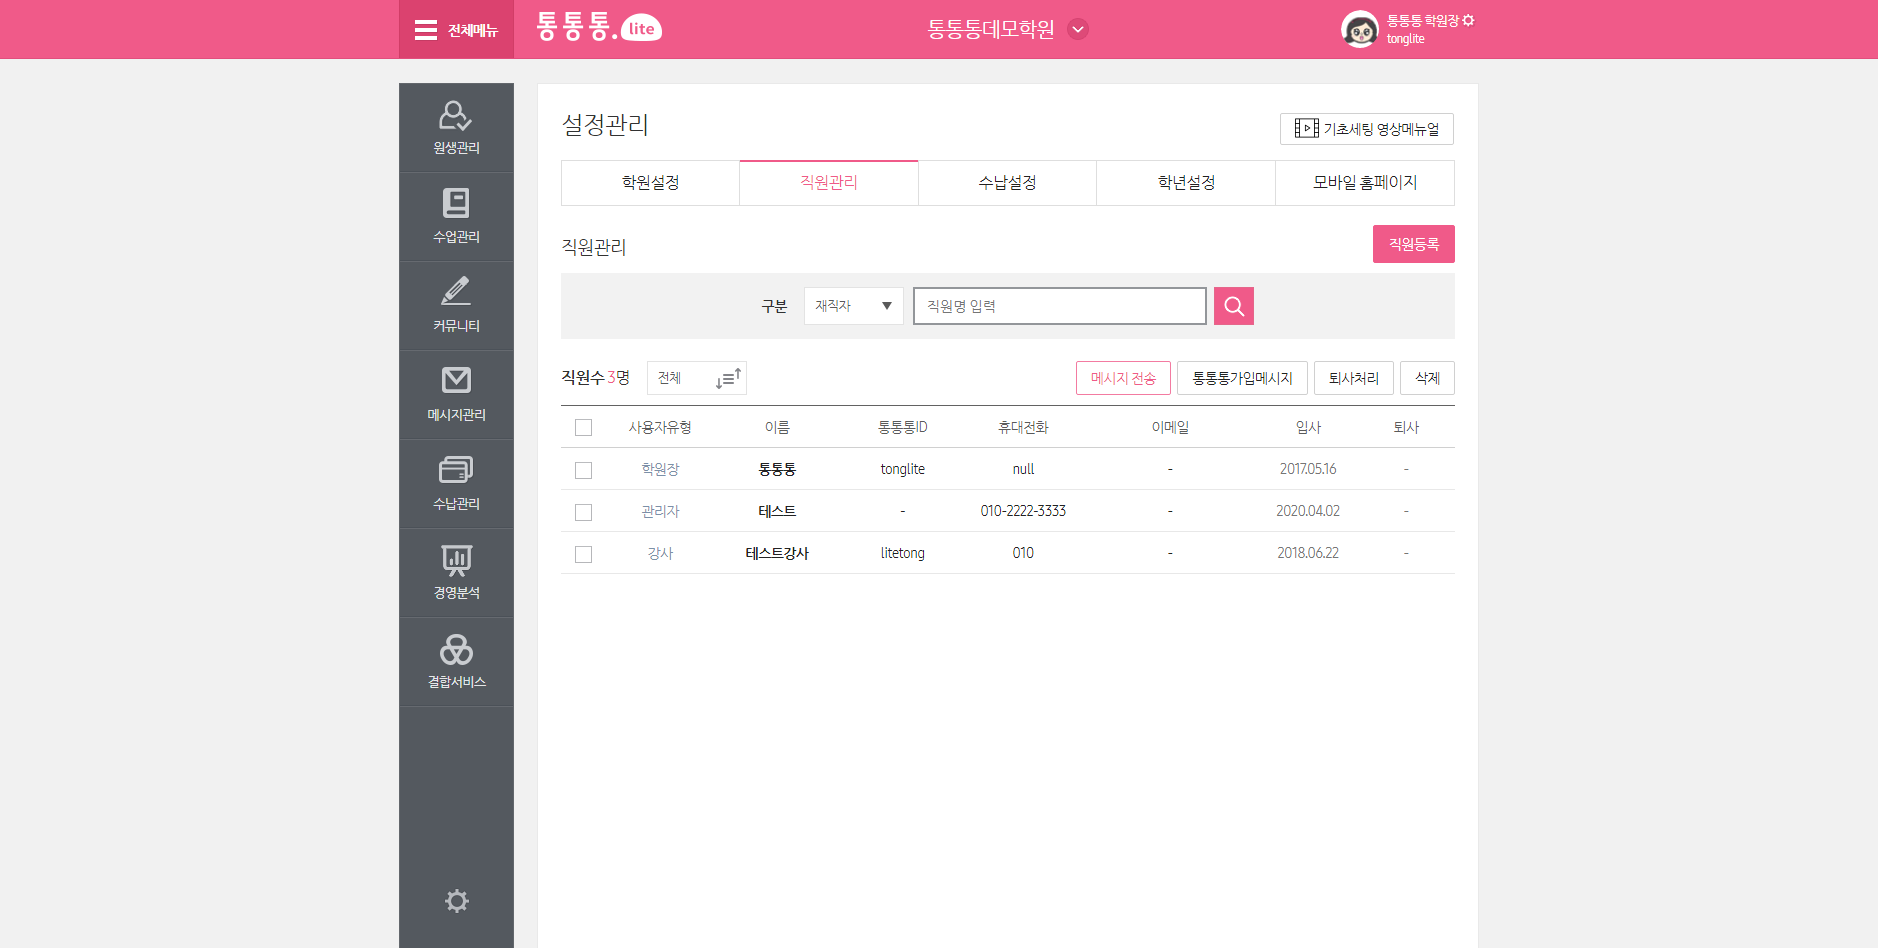 전체메뉴
통통통.lite
통통통데모학원
통통통 학원장
tonglite
원생관리
수업관리
커뮤니티
메시지관리
수납관리
경영분석
결합서비스
설정관리
기초세팅 영상메뉴얼
학원설정 직원관리 수납설정 학년설정 모바일 홈페이지
직원관리
직원등록
구분 재직자 직원명 입력
직원수 3명 전체 메시지 전송 통통통가입메시지 퇴사처리 삭제
사용자유형 이름 통통통ID 휴대전화 이메일 입사 퇴사
학원장 통통통 tonglite null - 2017.05.16 -
관리자 테스트 - 010-2222-3333 - 2020.04.02 -
강사 테스트강사 litetong 010 - 2018.06.22 -